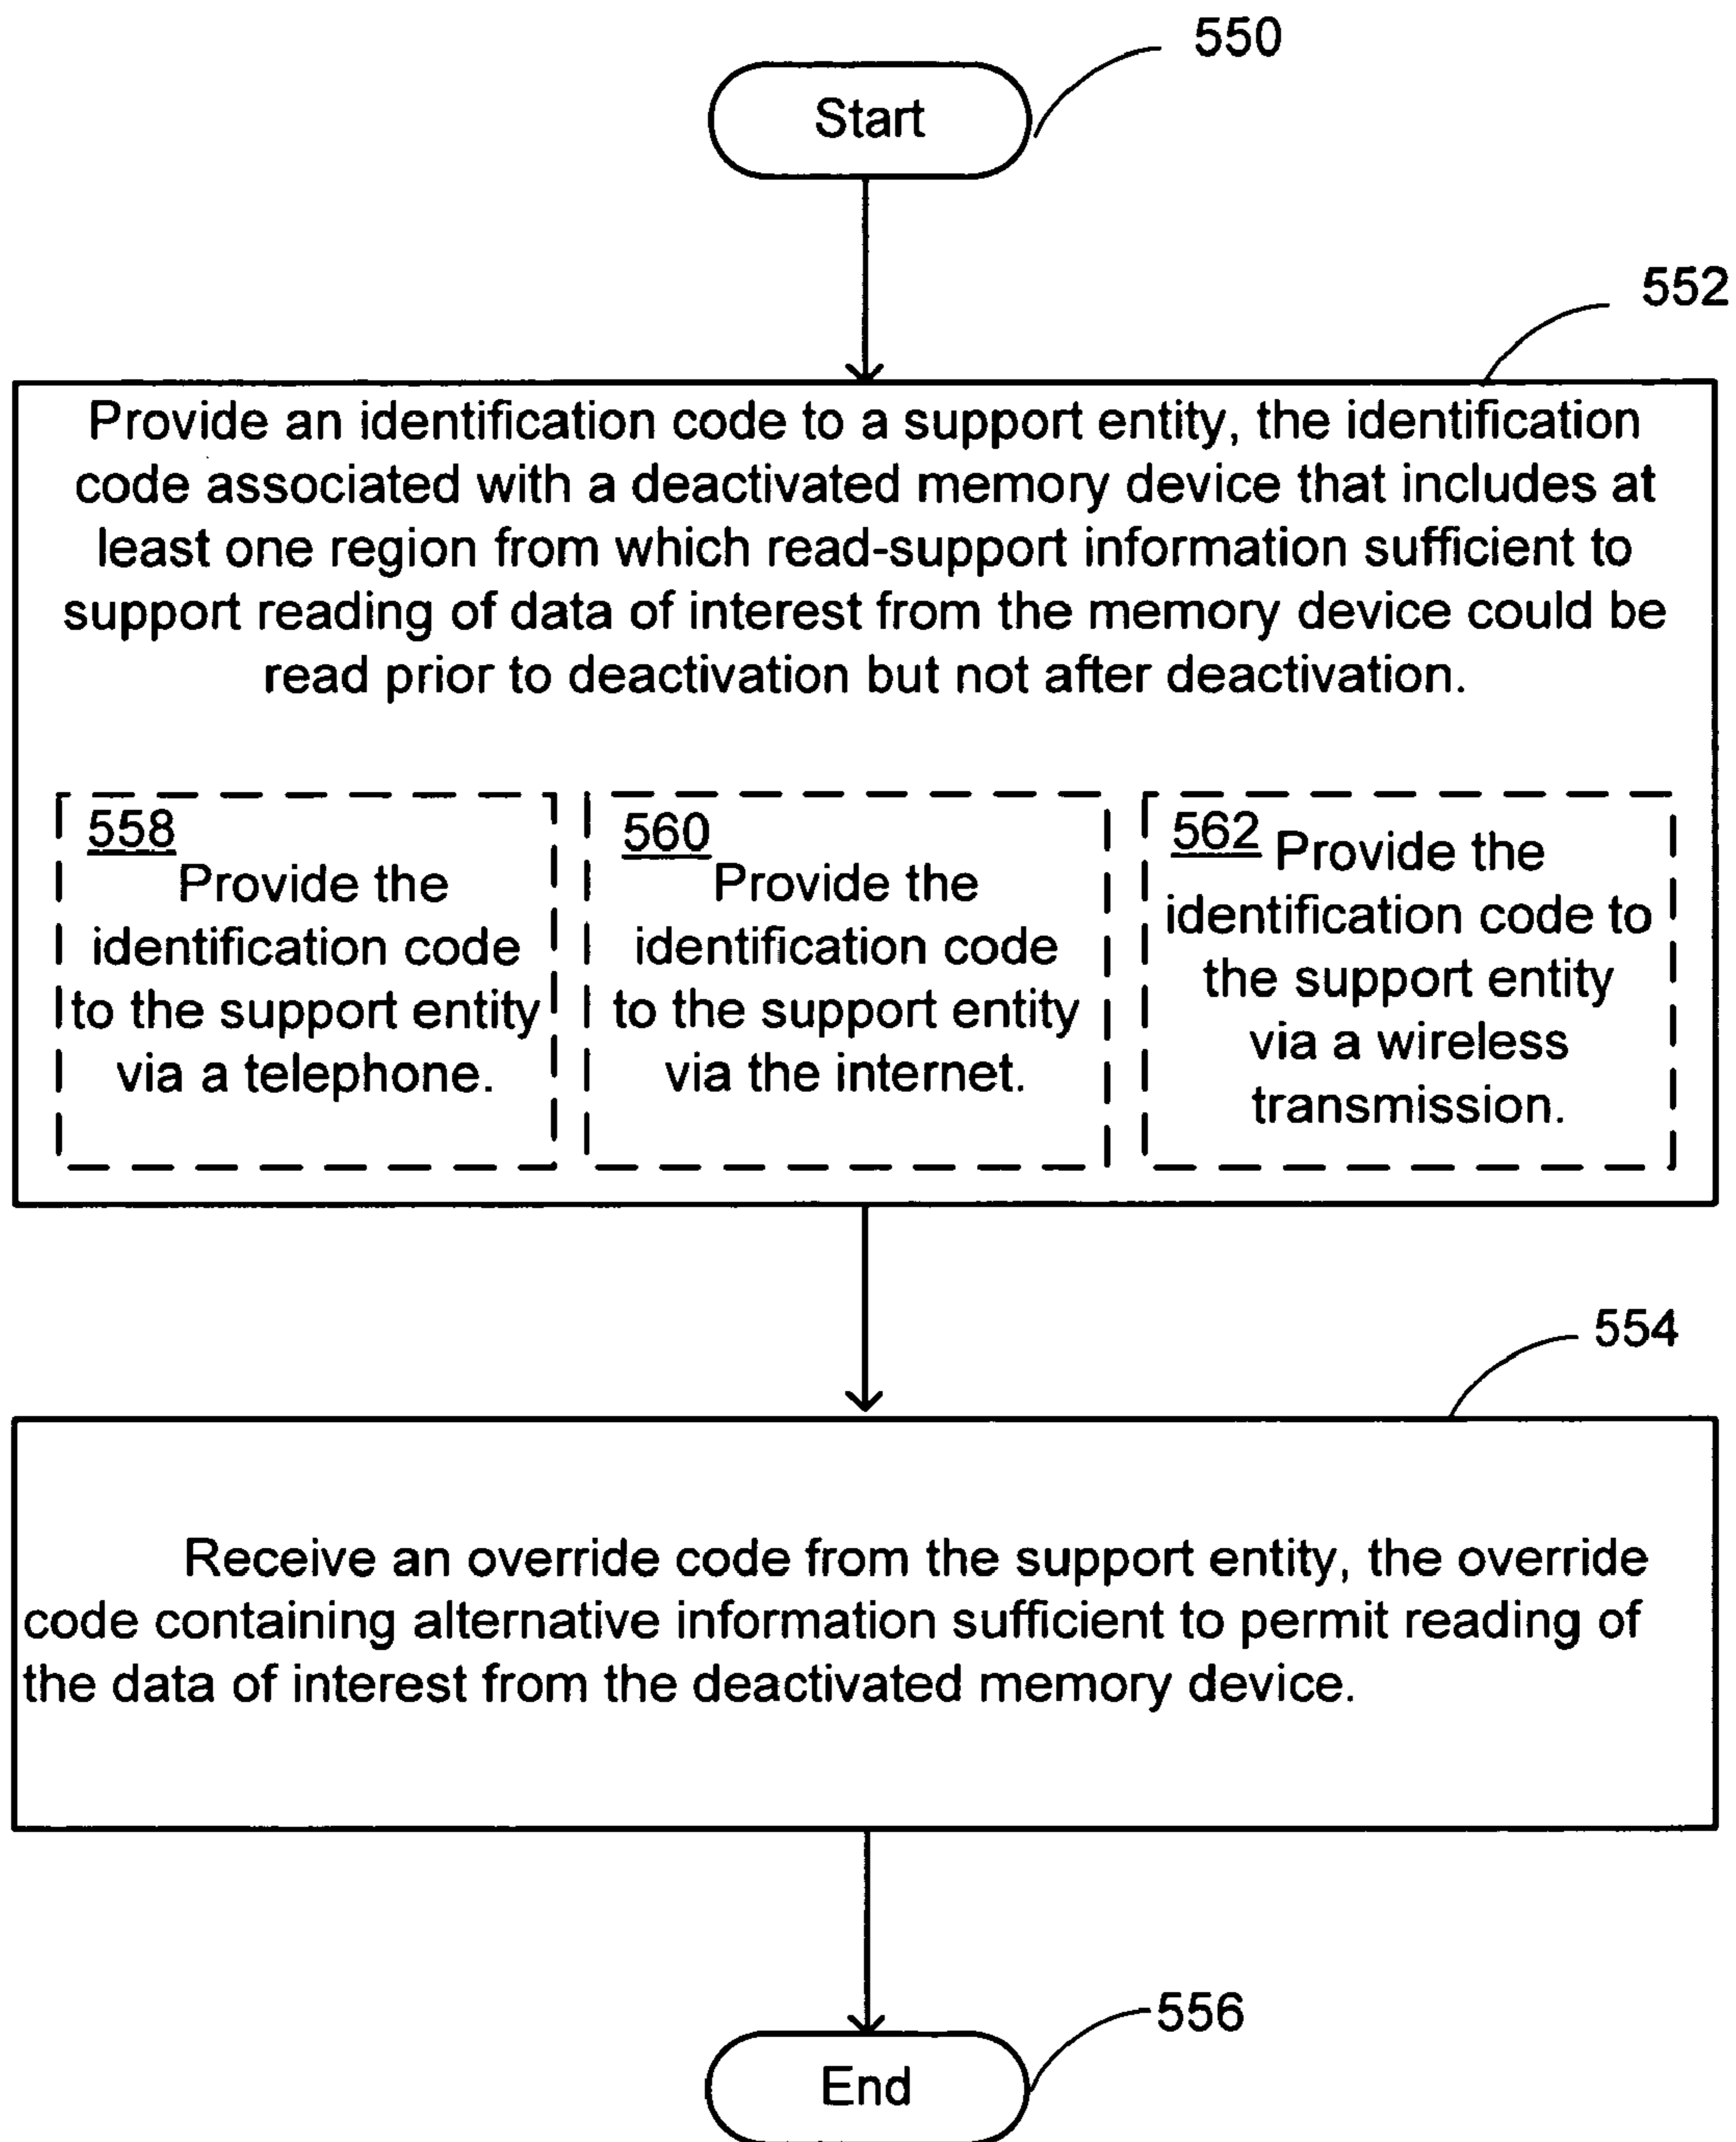 550
Start
552
Provide an identification code to a support entity, the identification
code associated with a deactivated memory device that includes at
least one region from which read-support information sufficient to
support reading of data of interest from the memory device could be
read prior to deactivation but not after deactivation.
558
Provide the
identification code
to the support entity
via a telephone.
560
Provide the
identification code
to the support entity
via the internet.
562 Provide the
identification code to
the support entity
via a wireless
transmission.
554
Receive an override code from the support entity, the override
code containing alternative information sufficient to permit reading of
the data of interest from the deactivated memory device.
556
End